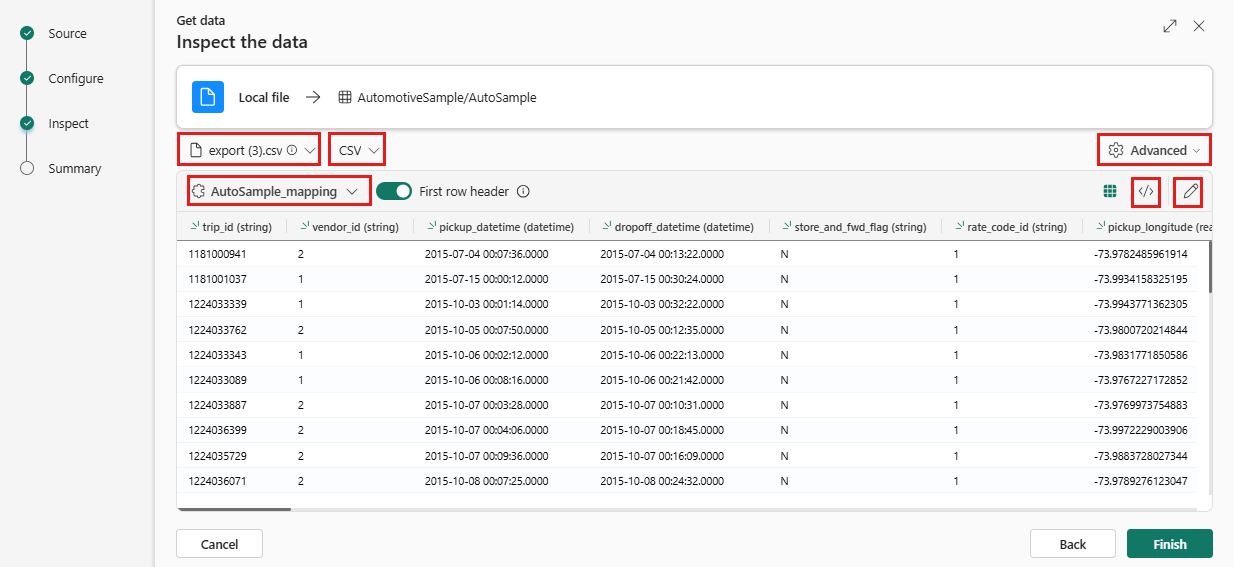 Source
Configure
Inspect
Summary
Get data
Inspect the data
Local file → AutomotiveSample/AutoSample
export (3).csv CSV Advanced
AutoSample_mapping First row header
trip_id (string) vendor_id (string) pickup_datetime (datetime) dropoff_datetime (datetime) store_and_fwd_flag (string) rate_code_id (string) pickup_longitude (rea
1181000941 2 2015-07-04 00:07:36.0000 2015-07-04 00:13:22.0000 N 1 -73.9782485961914
1181001037 1 2015-07-15 00:00:12.0000 2015-07-15 00:30:24.0000 N 1 -73.9934158325195
1224033339 1 2015-10-03 00:01:14.0000 2015-10-03 00:32:22.0000 N 1 -73.9943771362305
1224033762 2 2015-10-05 00:07:50.0000 2015-10-05 00:12:35.0000 N 1 -73.9800720214844
1224033343 1 2015-10-06 00:02:12.0000 2015-10-06 00:22:13.0000 N 1 -73.9831771850586
1224033089 1 2015-10-06 00:08:16.0000 2015-10-06 00:21:42.0000 N 1 -73.9767227172852
1224033887 2 2015-10-07 00:03:28.0000 2015-10-07 00:10:31.0000 N 1 -73.9769973754883
1224036399 2 2015-10-07 00:04:06.0000 2015-10-07 00:18:45.0000 N 1 -73.9972229003906
1224035729 2 2015-10-07 00:09:36.0000 2015-10-07 00:16:09.0000 N 1 -73.9883728027344
1224036071 2 2015-10-08 00:07:25.0000 2015-10-08 00:24:32.0000 N 1 -73.9789276123047
Cancel Back Finish